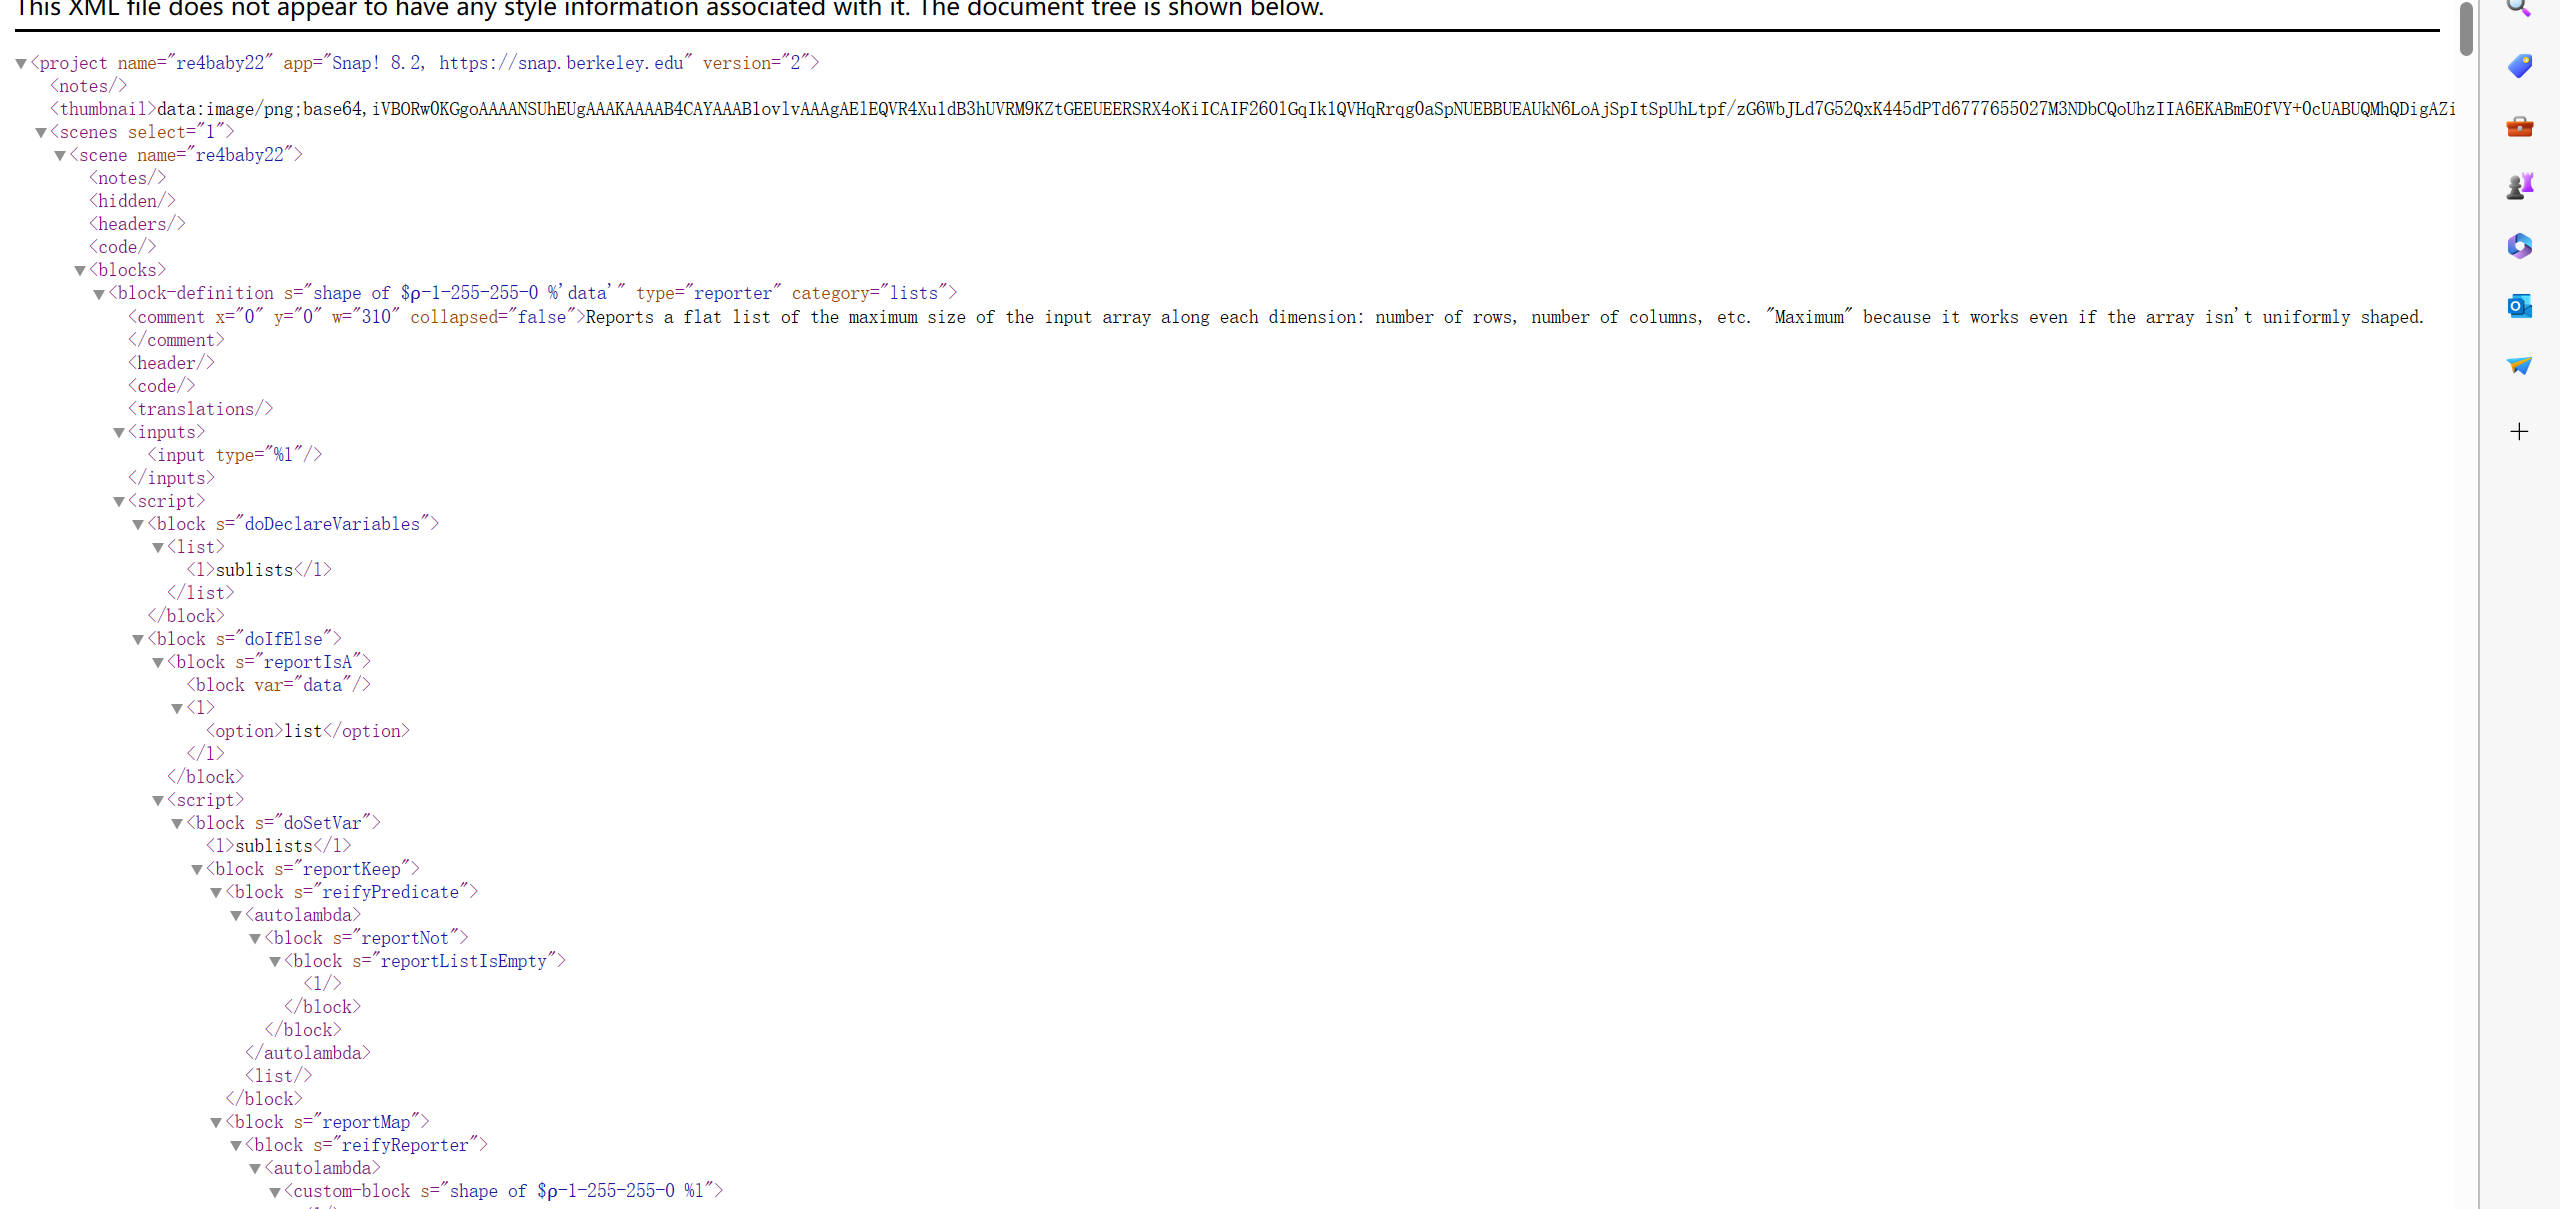 This XML file does not appear to have any style information associated with it. The document tree is shown below.
▼<project name="re4baby22" app="Snap! 8.2, https://snap.berkeley.edu" version="2">
<notes/>
<thumbnail>data:image/png;base64,
▼<scenes select="1">
▼<scene name="re4baby22">
<notes/>
<hidden/>
<headers/>
<code/>
▼<blocks>
▼<block-definition s="shape of $ρ-1-255-255-0 %'data'" type="reporter" category="lists">
<comment x="0" y="0" w="310" collapsed="false">Reports a flat list of the maximum size of the input array along each dimension: number of rows, number of columns, etc. "Maximum" because it works even if the array isn't uniformly shaped.
</comment>
<header/>
<code/>
<translations/>
▼<inputs>
<input type="%l"/>
</inputs>
▼<script>
▼<block s="doDeclareVariables">
▼<list>
<l>sublists</l>
</list>
</block>
▼<block s="doIfElse">
▼<block s="reportIsA">
<block var="data"/>
▼<l>
<option>list</option>
</l>
</block>
▼<script>
▼<block s="doSetVar">
<l>sublists</l>
▼<block s="reportKeep">
▼<block s="reifyPredicate">
▼<autolambda>
▼<block s="reportNot">
▼<block s="reportListIsEmpty">
<l/>
</block>
</block>
</autolambda>
<list/>
</block>
▼<block s="reportMap">
▼<block s="reifyReporter">
▼<autolambda>
▼<custom-block s="shape of $ρ-1-255-255-0 %l">